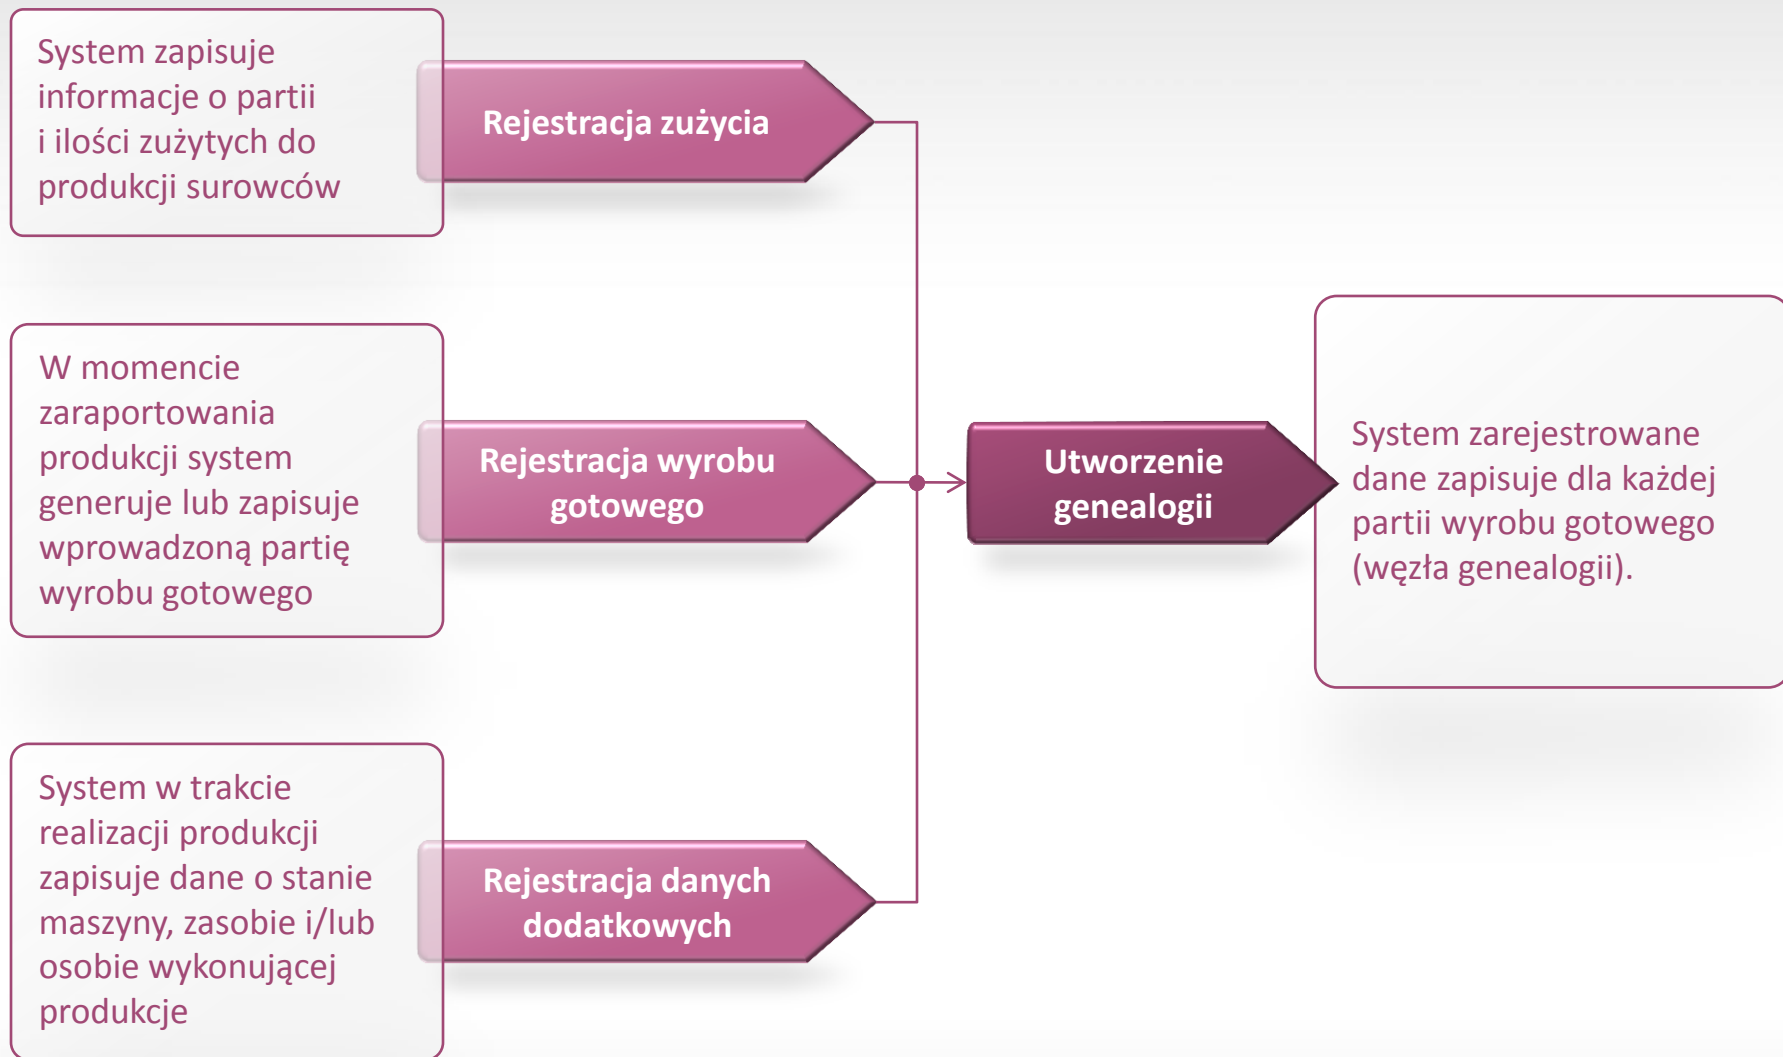 System zapisuje
informacje o partii
i ilości zużytych do
produkcji surowców
Rejestracja zużycia
W momencie
zaraportowania
produkcji system
generuje lub zapisuje
wprowadzoną partię
wyrobu gotowego
Rejestracja wyrobu
gotowego
System w trakcie
realizacji produkcji
zapisuje dane o stanie
maszyny, zasobie i/lub
osobie wykonującej
produkcje
Rejestracja danych
dodatkowych
Utworzenie
genealogii
System zarejestrowane
dane zapisuje dla każdej
partii wyrobu gotowego
(węzła genealogii).